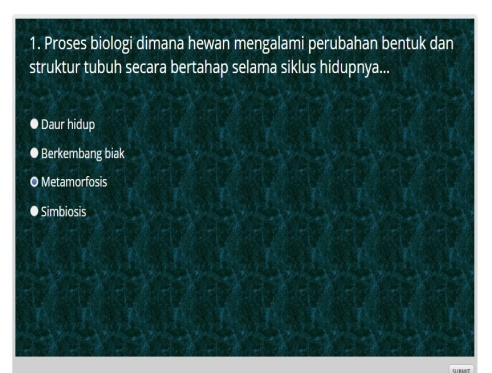 1. Proses biologi dimana hewan mengalami perubahan bentuk dan
struktur tubuh secara bertahap selama siklus hidupnya...
Daur hidup
Berkembang biak
Metamorfosis
Simbiosis
SUBMIT